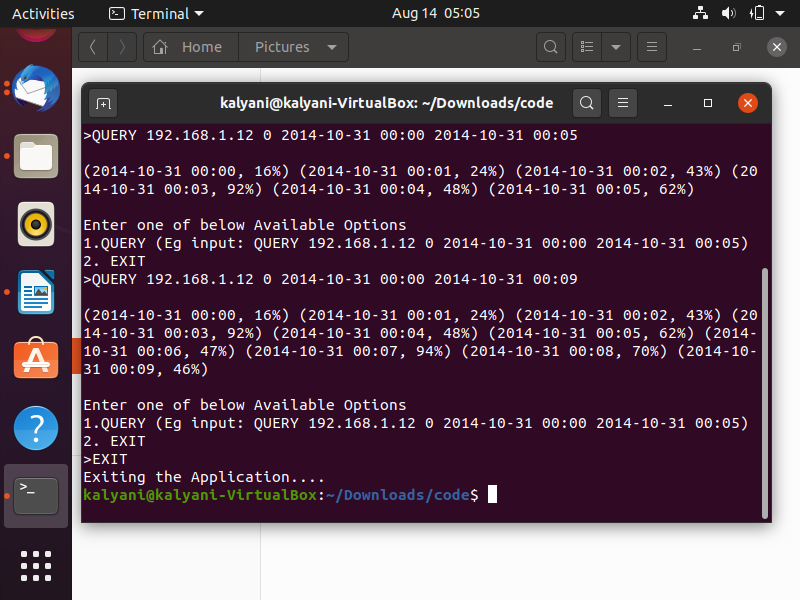 Activities
Terminal
Aug 14 05:05
Home
Pictures
kalyani@kalyani-VirtualBox: ~/Downloads/code
>QUERY 192.168.1.12 0 2014-10-31 00:00 2014-10-31 00:05
(2014-10-31 00:00, 16%) (2014-10-31 00:01, 24%) (2014-10-31 00:02, 43%) (20
14-10-31 00:03, 92%) (2014-10-31 00:04, 48%) (2014-10-31 00:05, 62%)
Enter one of below Available Options
1.QUERY (Eg input: QUERY 192.168.1.12 0 2014-10-31 00:00 2014-10-31 00:05)
2. EXIT
>QUERY 192.168.1.12 0 2014-10-31 00:00 2014-10-31 00:09
(2014-10-31 00:00, 16%) (2014-10-31 00:01, 24%) (2014-10-31 00:02, 43%) (20
14-10-31 00:03, 92%) (2014-10-31 00:04, 48%) (2014-10-31 00:05, 62%) (2014-
10-31 00:06, 47%) (2014-10-31 00:07, 94%) (2014-10-31 00:08, 70%) (2014-10-
31 00:09, 46%)
Enter one of below Available Options
1.QUERY (Eg input: QUERY 192.168.1.12 0 2014-10-31 00:00 2014-10-31 00:05)
2. EXIT
>EXIT
Exiting the Application....
kalyani@kalyani-VirtualBox:~/Downloads/code$